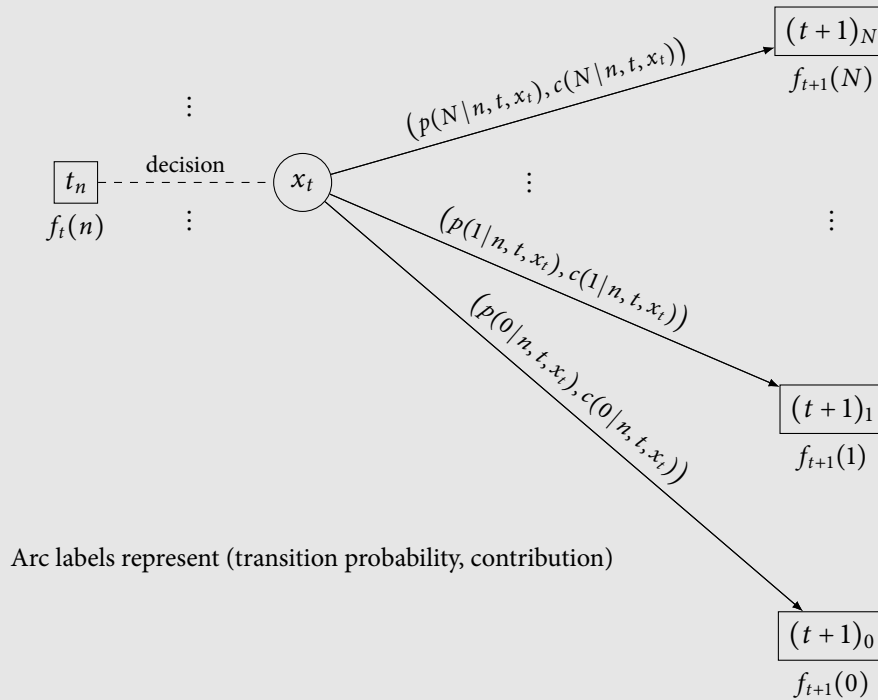 (t+1)_N
f_{t+1}(N)
(p(N|n, t, x_t), c(N|n, t, x_t))
⋮
decision
t_n
x_t
⋮
f_t(n)
⋮
⋮
(p(1|n, t, x_t), c(1|n, t, x_t))
(p(0|n, t, x_t), c(0|n, t, x_t))
(t+1)_1
f_{t+1}(1)
Arc labels represent (transition probability, contribution)
(t+1)_0
f_{t+1}(0)